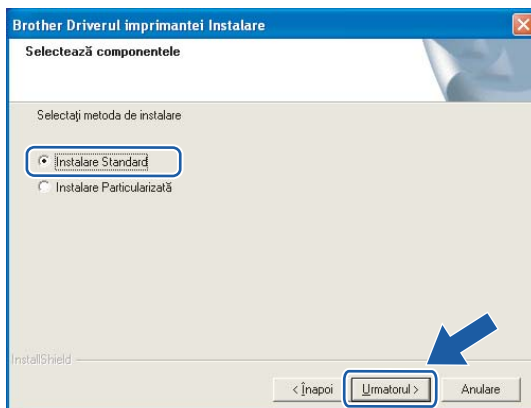 Brother Driverul imprimantei Instalare
Selectează componentele
Selectaţi metoda de instalare
Instalare Standard
Instalare Particularizată
InstallShield
< Înapoi
Urmatorul >
Anulare